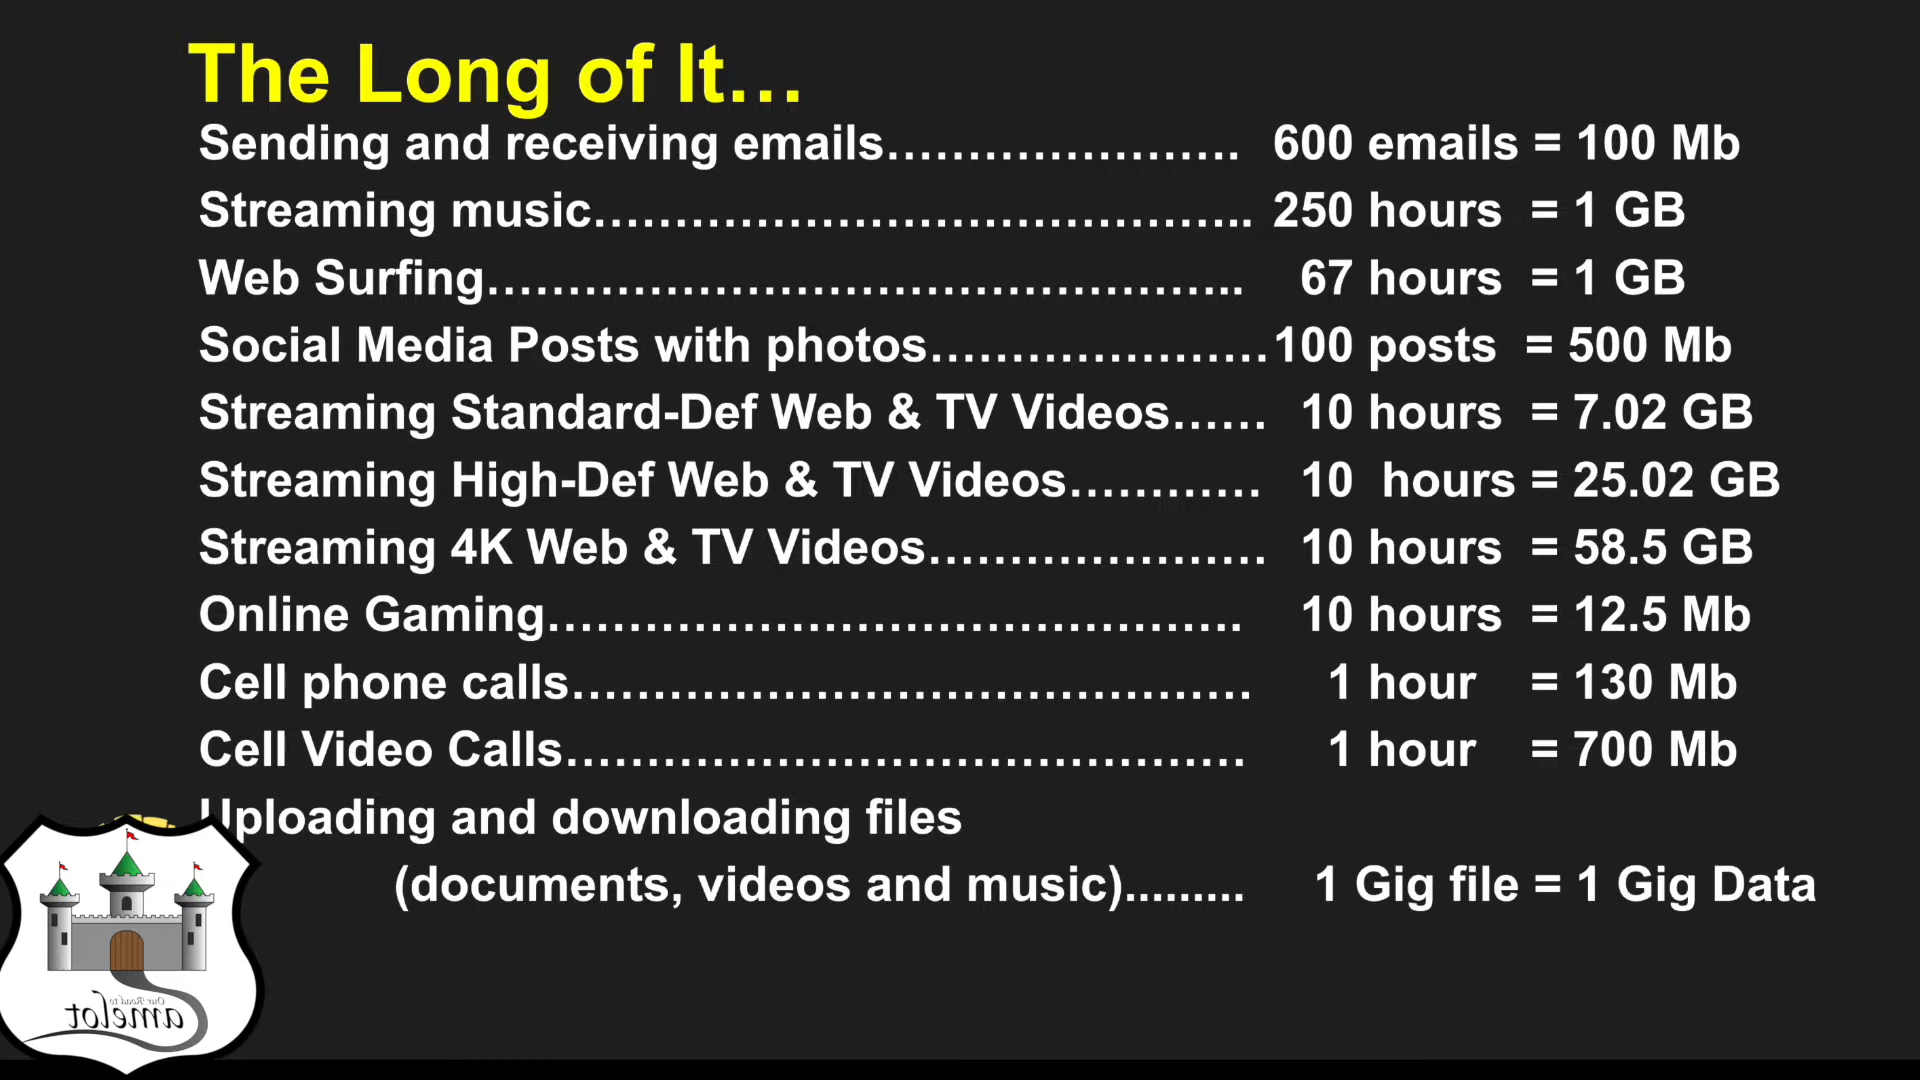 The Long of It…
Sending and receiving emails…………………. 600 emails = 100 Mb
Streaming music………………………………….. 250 hours = 1 GB
Web Surfing……………………………………….. 67 hours = 1 GB
Social Media Posts with photos…………………100 posts = 500 Mb
Streaming Standard-Def Web & TV Videos…… 10 hours = 7.02 GB
Streaming High-Def Web & TV Videos………… 10 hours = 25.02 GB
Streaming 4K Web & TV Videos………………… 10 hours = 58.5 GB
Online Gaming……………………………………. 10 hours = 12.5 Mb
Cell phone calls…………………………………… 1 hour = 130 Mb
Cell Video Calls…………………………………… 1 hour = 700 Mb
Uploading and downloading files
(documents, videos and music)......... 1 Gig file = 1 Gig Data
Our Road to
Camelot